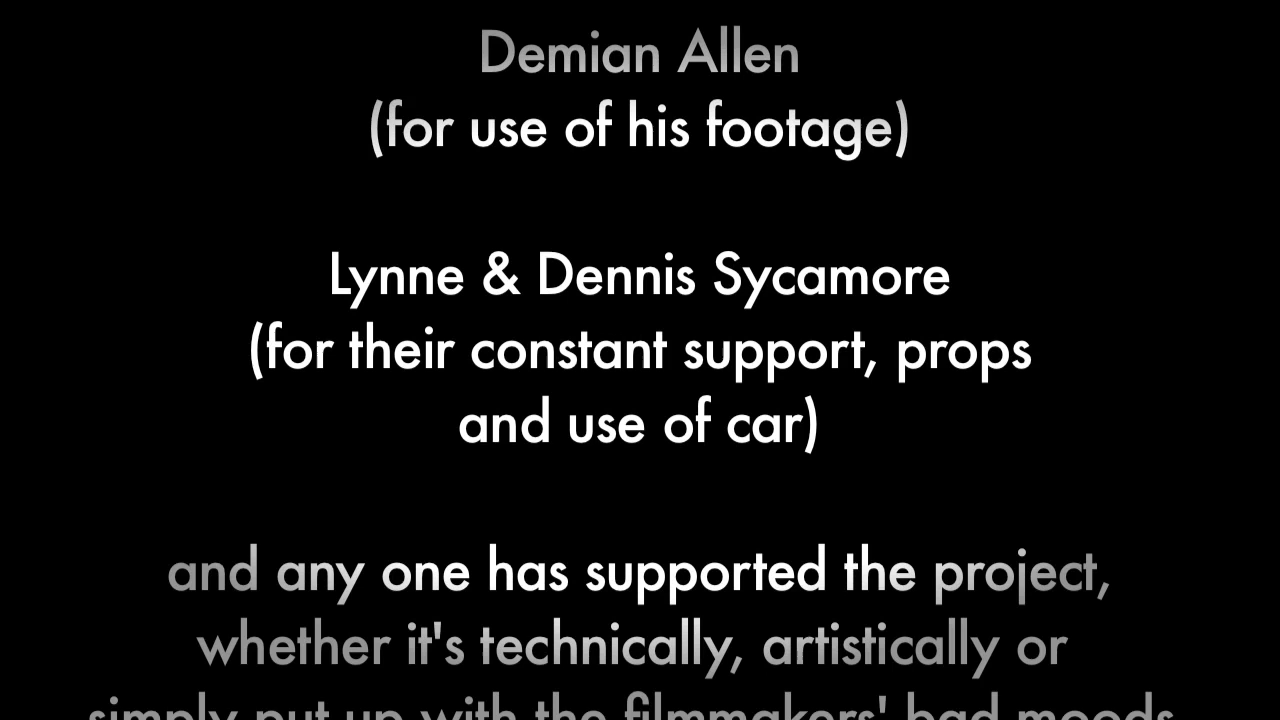 Demian Allen
(for use of his footage)
Lynne & Dennis Sycamore
(for their constant support, props
and use of car)
and any one has supported the project,
whether it's technically, artistically or
simply put up with the filmmakers' bad moods